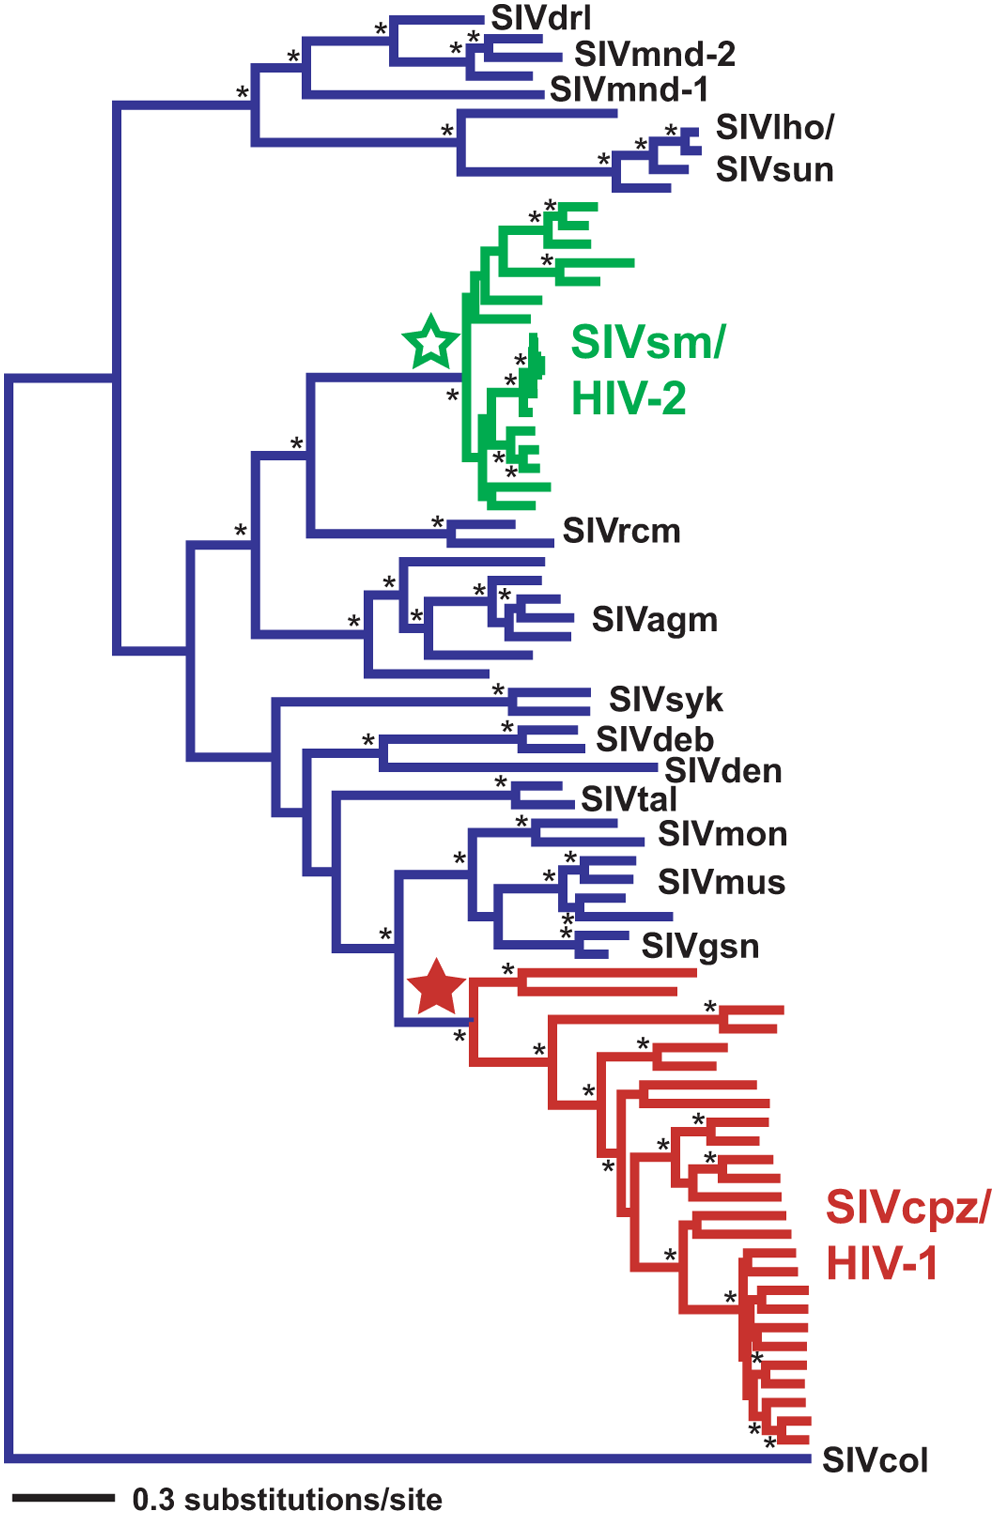 SIVdrl
SIVmnd-2
SIVmnd-1
SIVlho/
SIVsun
SIVsm/
HIV-2
SIVrcm
SIVagm
SIVsyk
SIVdeb
SIVden
SIVtal
SIVmon
SIVmus
SIVgsn
SIVcpz/
HIV-1
SIVcol
0.3 substitutions/site